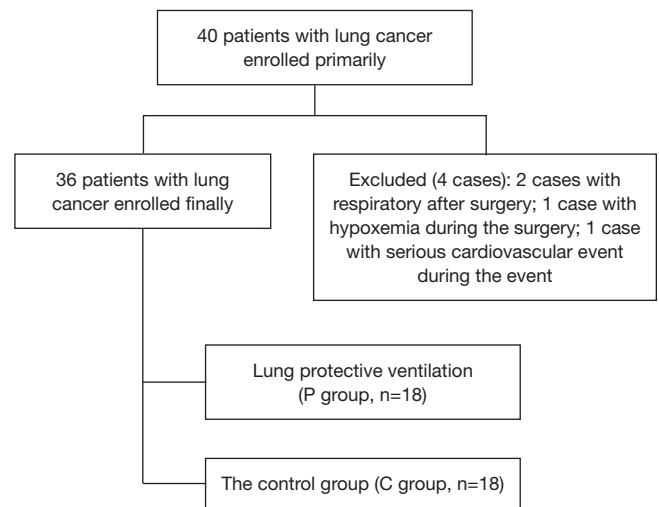 40 patients with lung cancer
enrolled primarily
36 patients with lung
cancer enrolled finally
Excluded (4 cases): 2 cases with
respiratory after surgery; 1 case with
hypoxemia during the surgery; 1 case
with serious cardiovascular event
during the event
Lung protective ventilation
(P group, n=18)
The control group (C group, n=18)